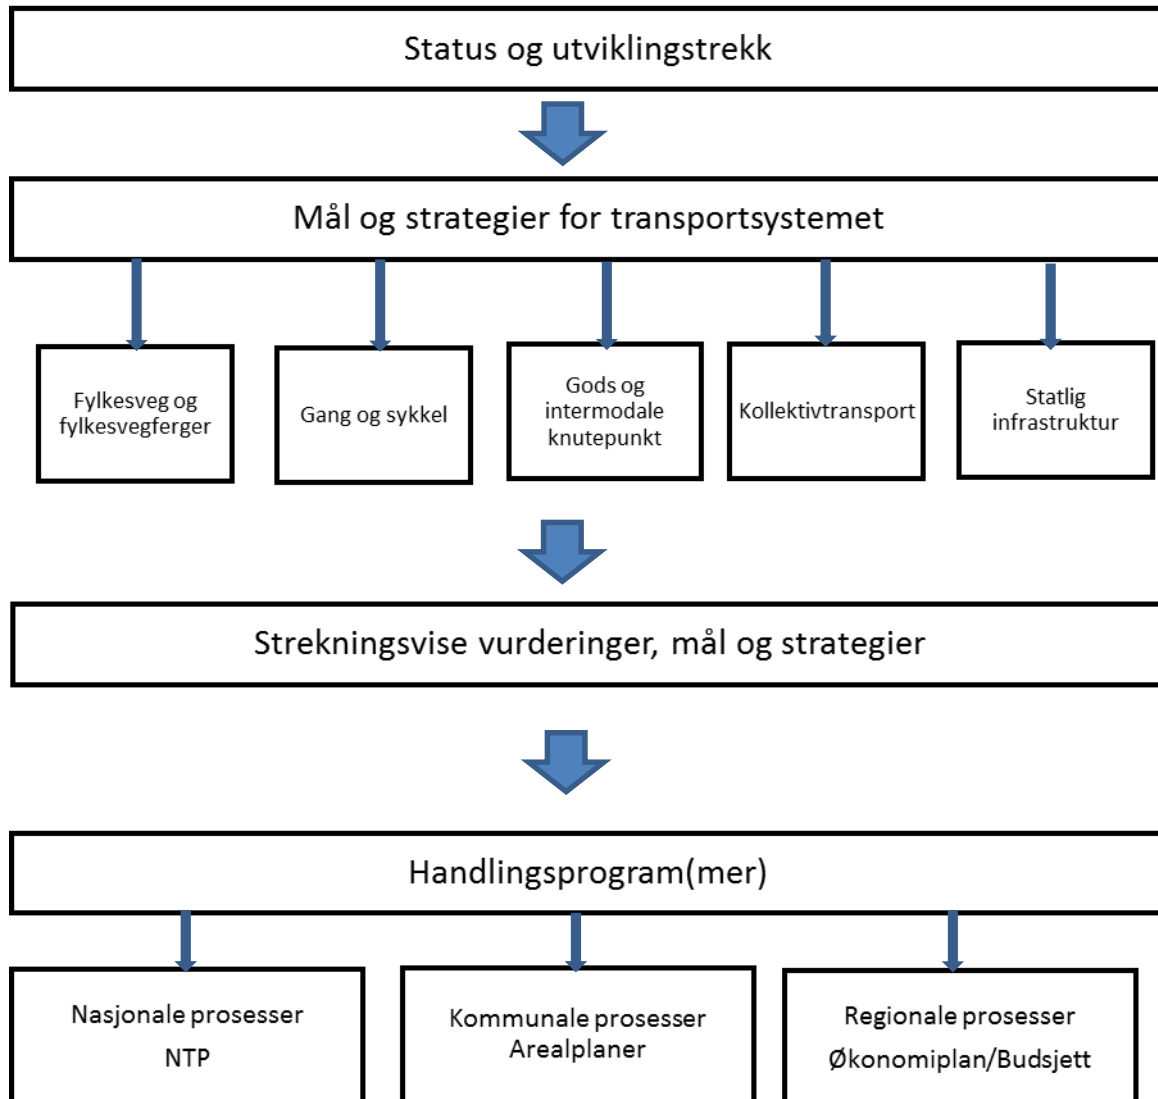 Status og utviklingstrekk
Mål og strategier for transportsystemet
Fylkesveg og
fylkesvegferger
Gang og sykkel
Gods og
intermodale
knutepunkt
Kollektivtransport
Statlig
infrastruktur
Strekningsvise vurderinger, mål og strategier
Handlingsprogram(mer)
Nasjonale prosesser
NTP
Kommunale prosesser
Arealplaner
Regionale prosesser
Økonomiplan/Budsjett